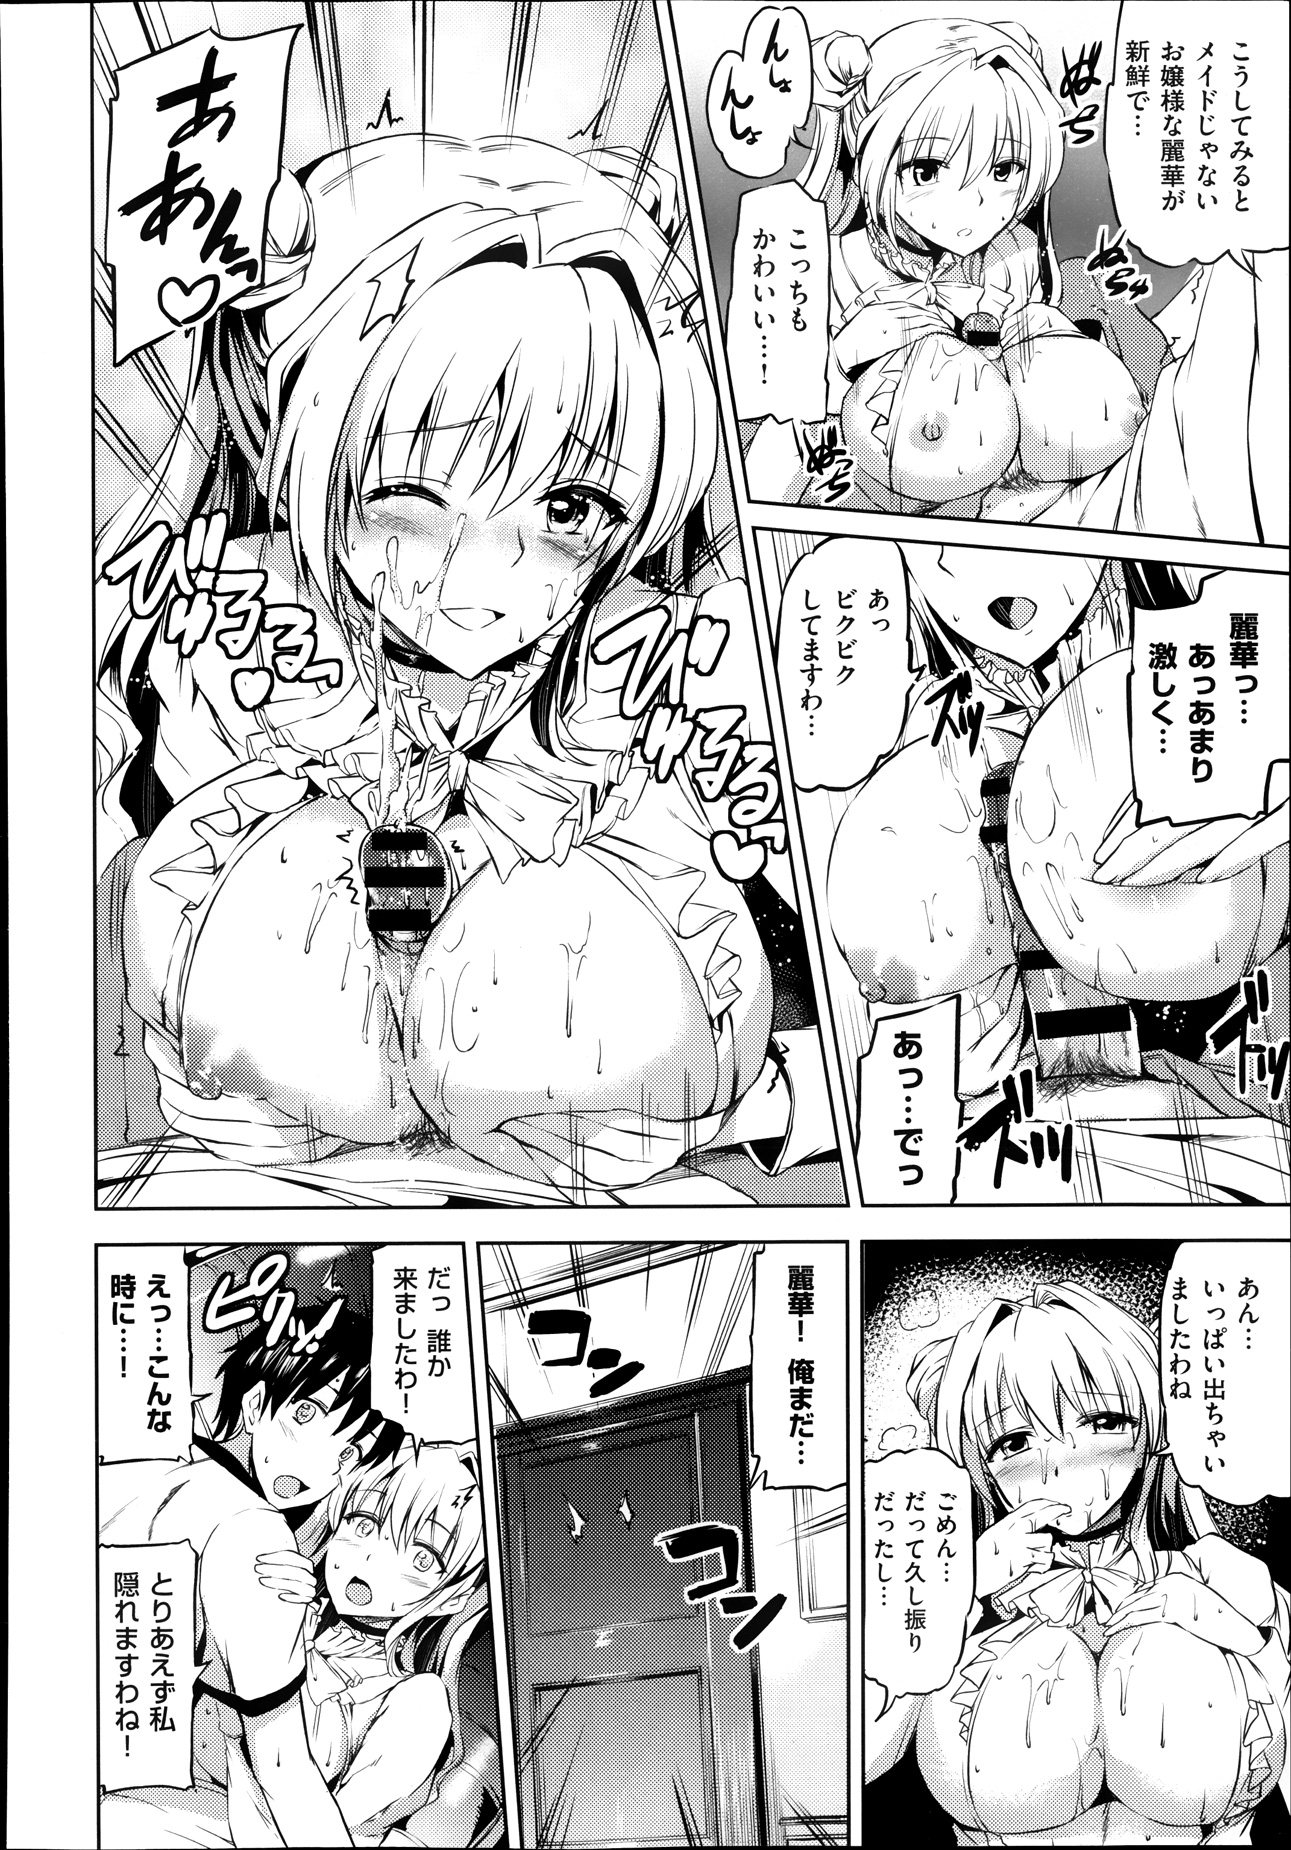 こうしてみると
メイドじゃない
お嬢様な麗華が
新鮮で…
んしょ
んしょ
ぬち
ねちゅ
ぬっち
こっちも
かわいい……！
麗華っ…
あっあまり
激しく…
あっ
ビクビク
してますわ…
ズッ
ズッ
ズッ
あっ…でっ
ああんっ♡
びゅるるっ♡
びゅるるっ♡
あん…
いっぱい出ちゃい
ましたわね
ごめん…
だって久し振り
だったし…
麗華！俺まだ…
コン
コン
だっ 誰か
来ましたわ！
ビクッ！！
えっ…こんな
時に…！
とりあえず私
隠れますわね！